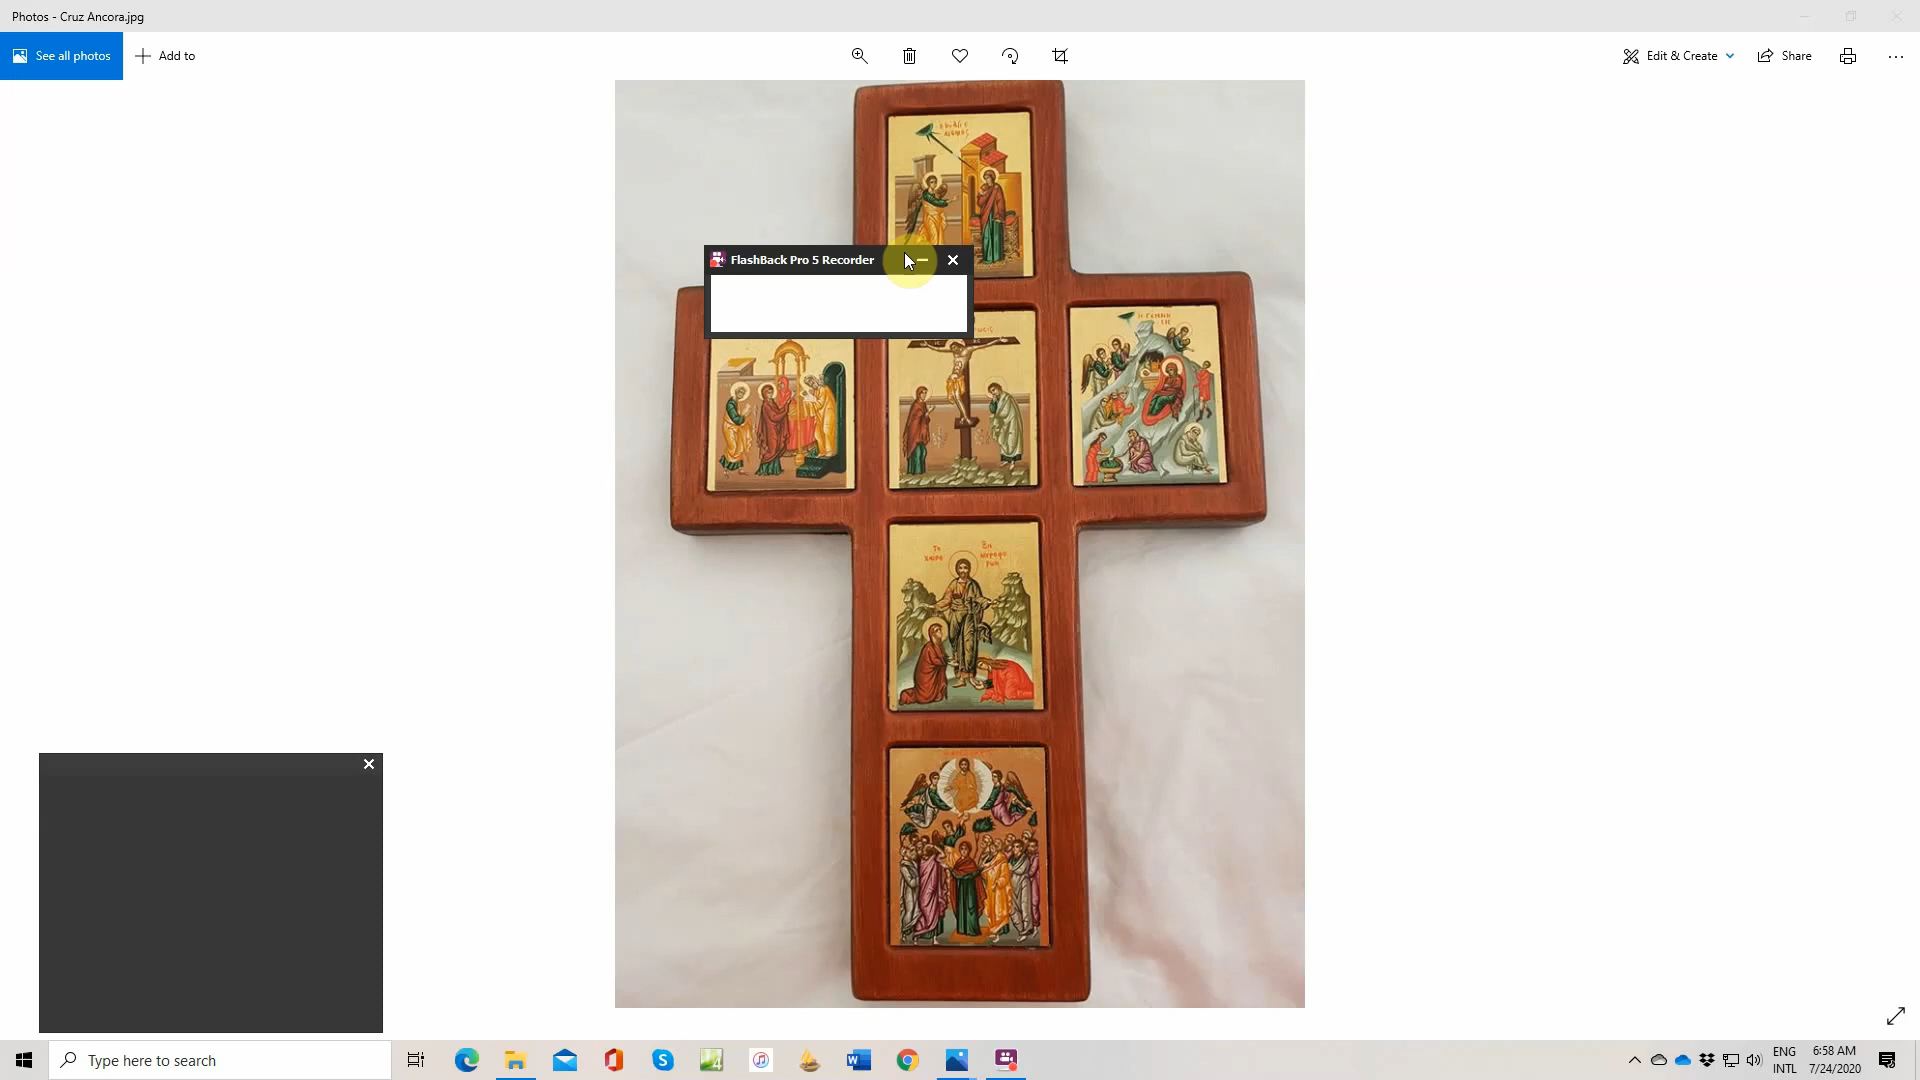 Photos - Cruz Ancora.jpg
See all photos
Add to
Edit & Create
Share
FlashBack Pro 5 Recorder
Type here to search
ENG
INTL
6:58 AM
7/24/2020